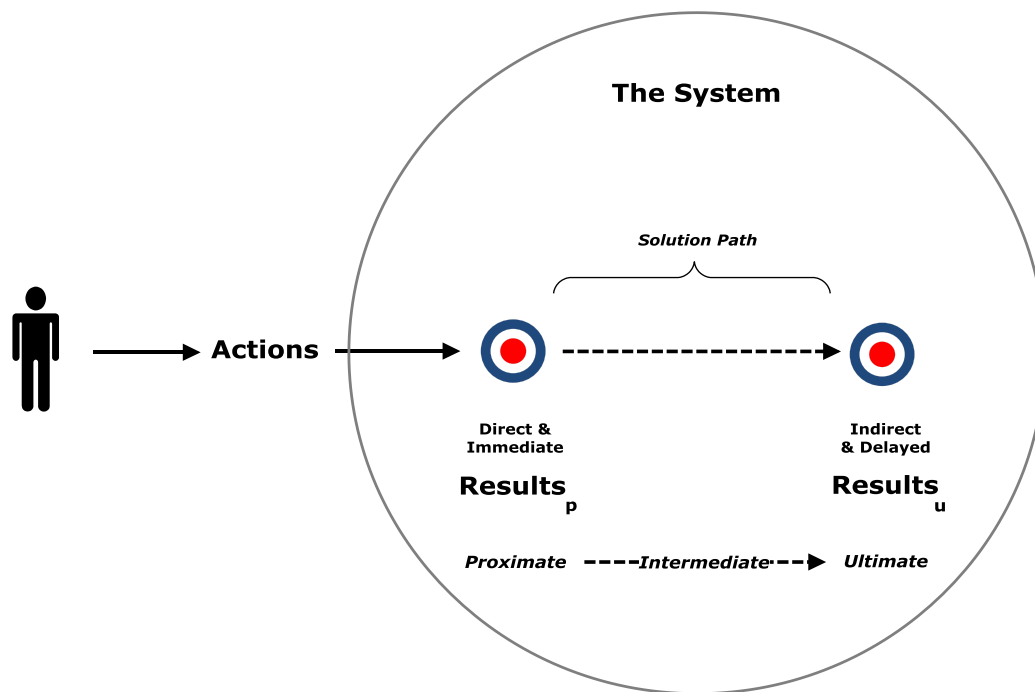 The System
Solution Path
Actions
Direct &
Immediate
Indirect
& Delayed
Results p
Results u
Proximate Intermediate Ultimate